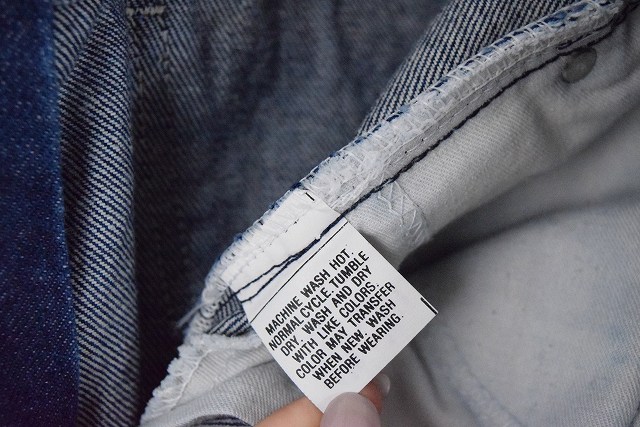 MACHINE WASH HOT.
NORMAL CYCLE. TUMBLE
DRY. WASH AND DRY
WITH LIKE COLORS.
COLOR MAY TRANSFER
WHEN NEW. WASH
BEFORE WEARING.